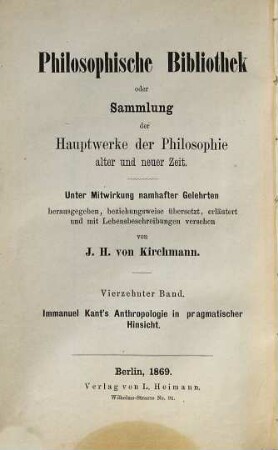 Philosophische Bibliothek
oder
Sammlung
der
Hauptwerke der Philosophie
alter und neuer Zeit.
Unter Mitwirkung namhafter Gelehrten
herausgegeben, beziehungsweise übersetzt, erläutert
und mit Lebensbeschreibungen versehen
von
J. H. von Kirchmann.
Vierzehnter Band.
Immanuel Kant's Anthropologie in pragmatischer
Hinsicht.
Berlin, 1869.
Verlag von L. Heimann.
Wilhelms-Strasse No. 91.